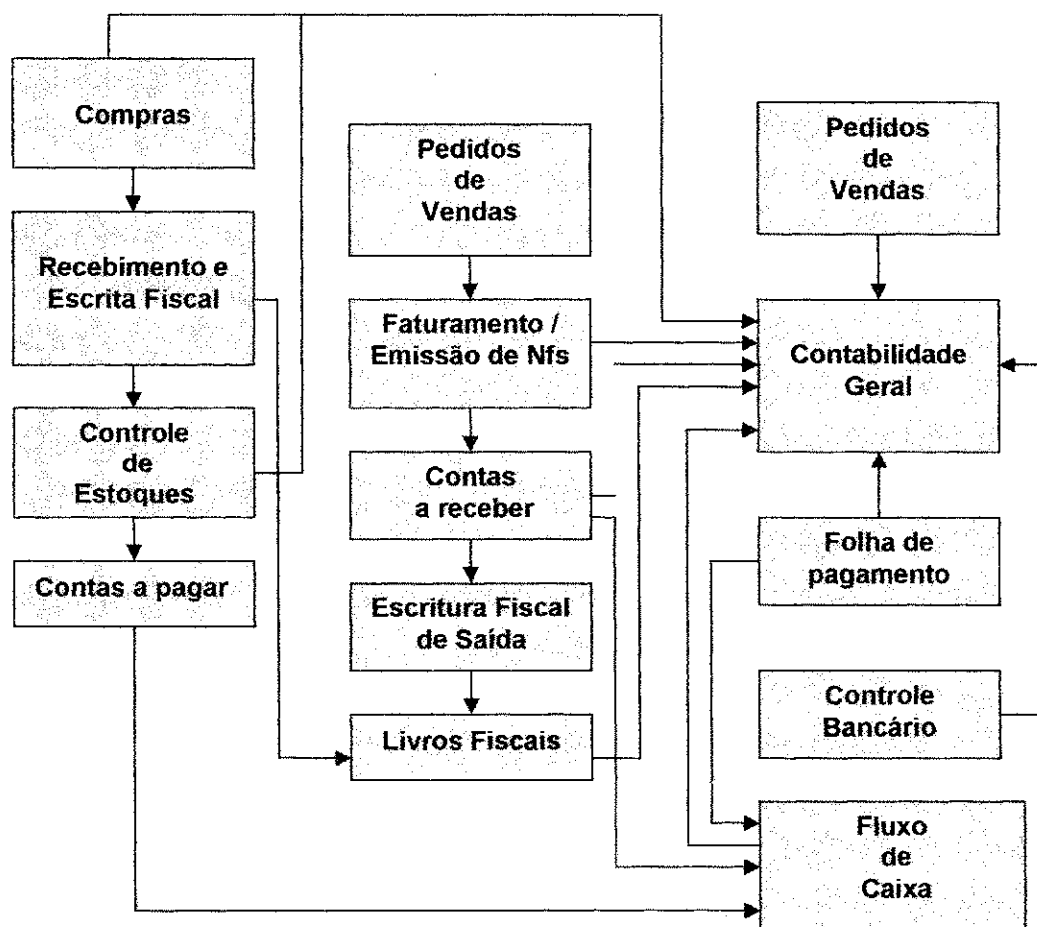 Compras
Recebimento e
Escrita Fiscal
Controle
de
Estoques
Contas a pagar
Pedidos
de
Vendas
Faturamento /
Emissão de Nfs
Contas
a receber
Escritura Fiscal
de Saída
Livros Fiscais
Pedidos
de
Vendas
Contabilidade
Geral
Folha de
pagamento
Controle
Bancário
Fluxo
de
Caixa